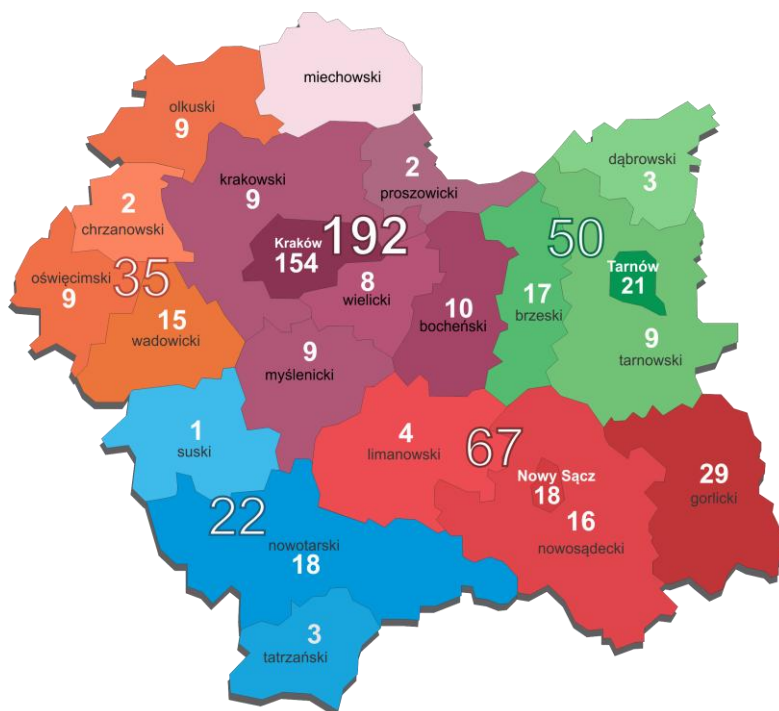 miechowski
olkuski
9
2
proszowicki
dąbrowski
3
krakowski
9
2
chrzanowski
Kraków
154
192
50
Tarnów
21
oświęcimski
9
35
8
wielicki
10
bocheński
17
brzeski
15
wadowicki
9
myślenicki
9
tarnowski
1
suski
4
limanowski
67
Nowy Sącz
18
29
gorlicki
22
nowotarski
18
16
nowosądecki
3
tatrzański